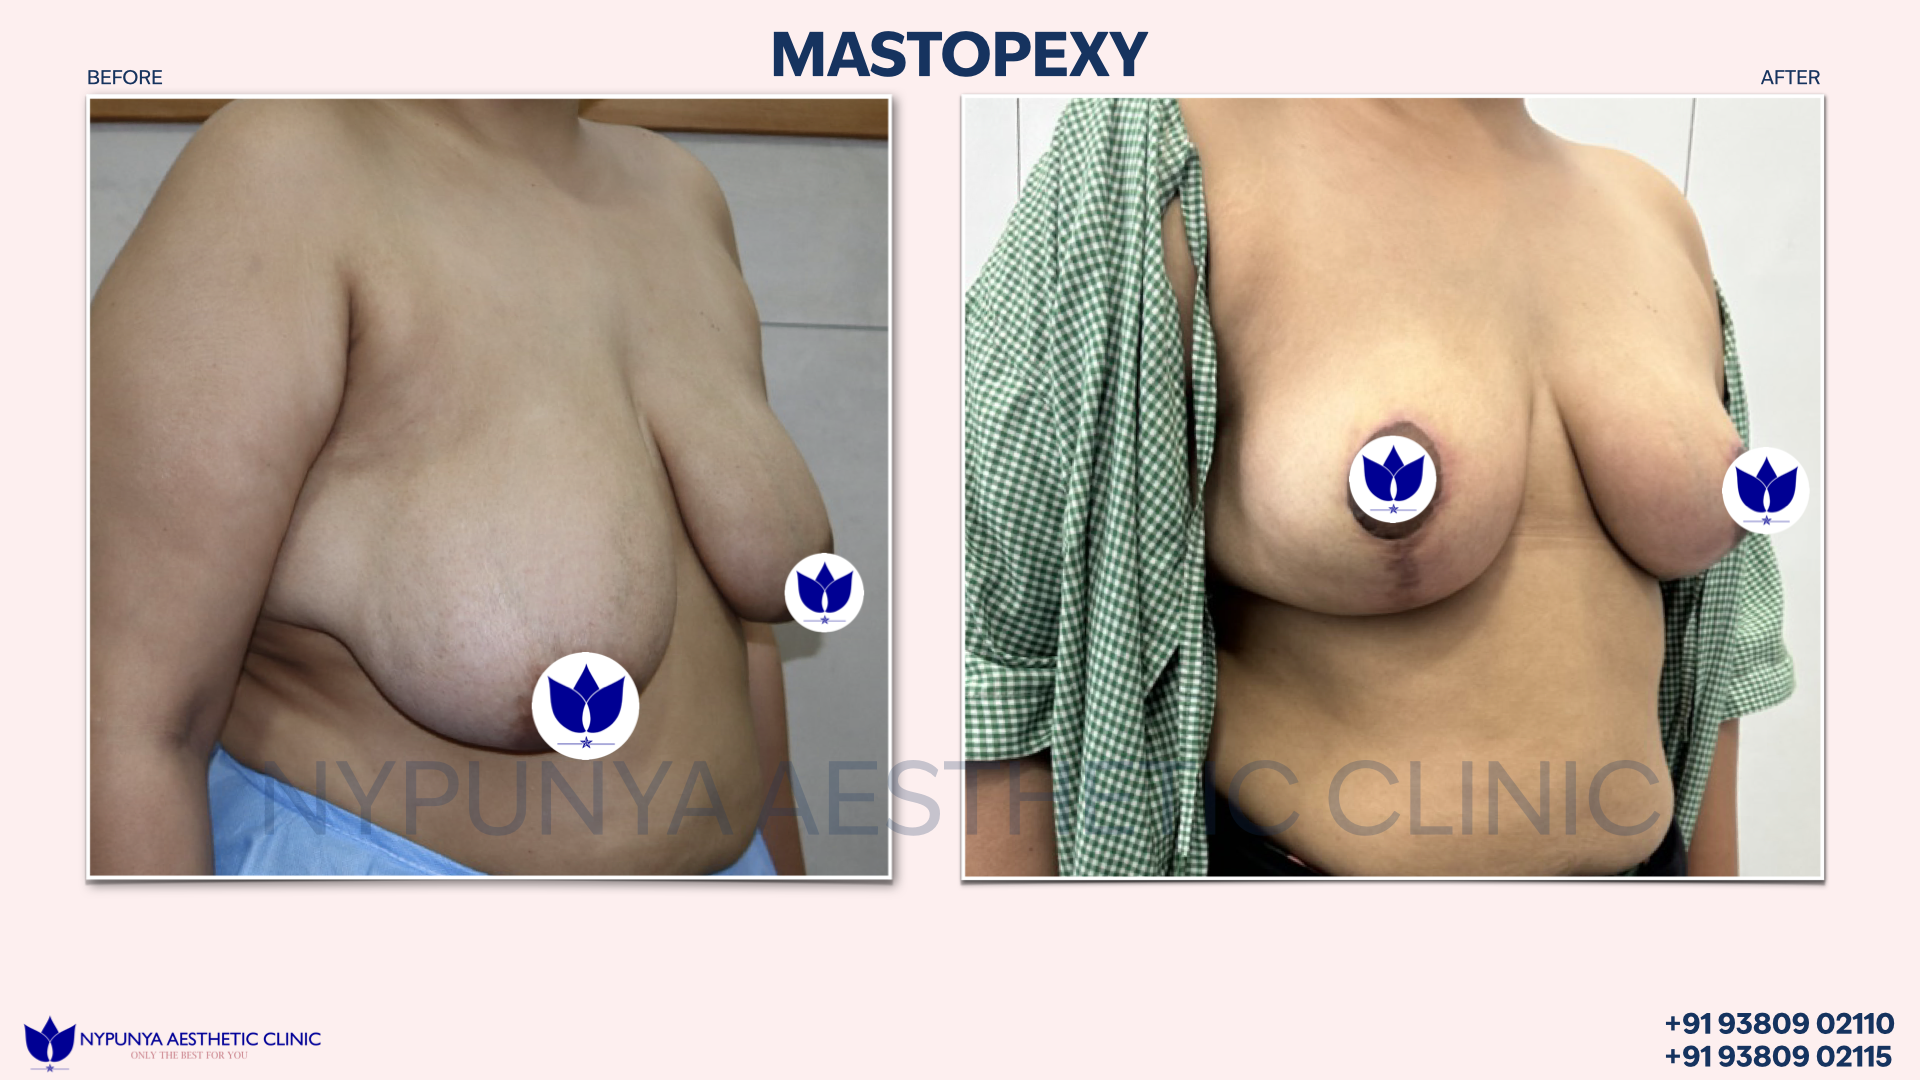 MASTOPEXY
BEFORE
AFTER
NYPUNYA AESTHETIC CLINIC
NYPUNYA AESTHETIC CLINIC
ONLY THE BEST FOR YOU
+91 93809 02110
+91 93809 02115